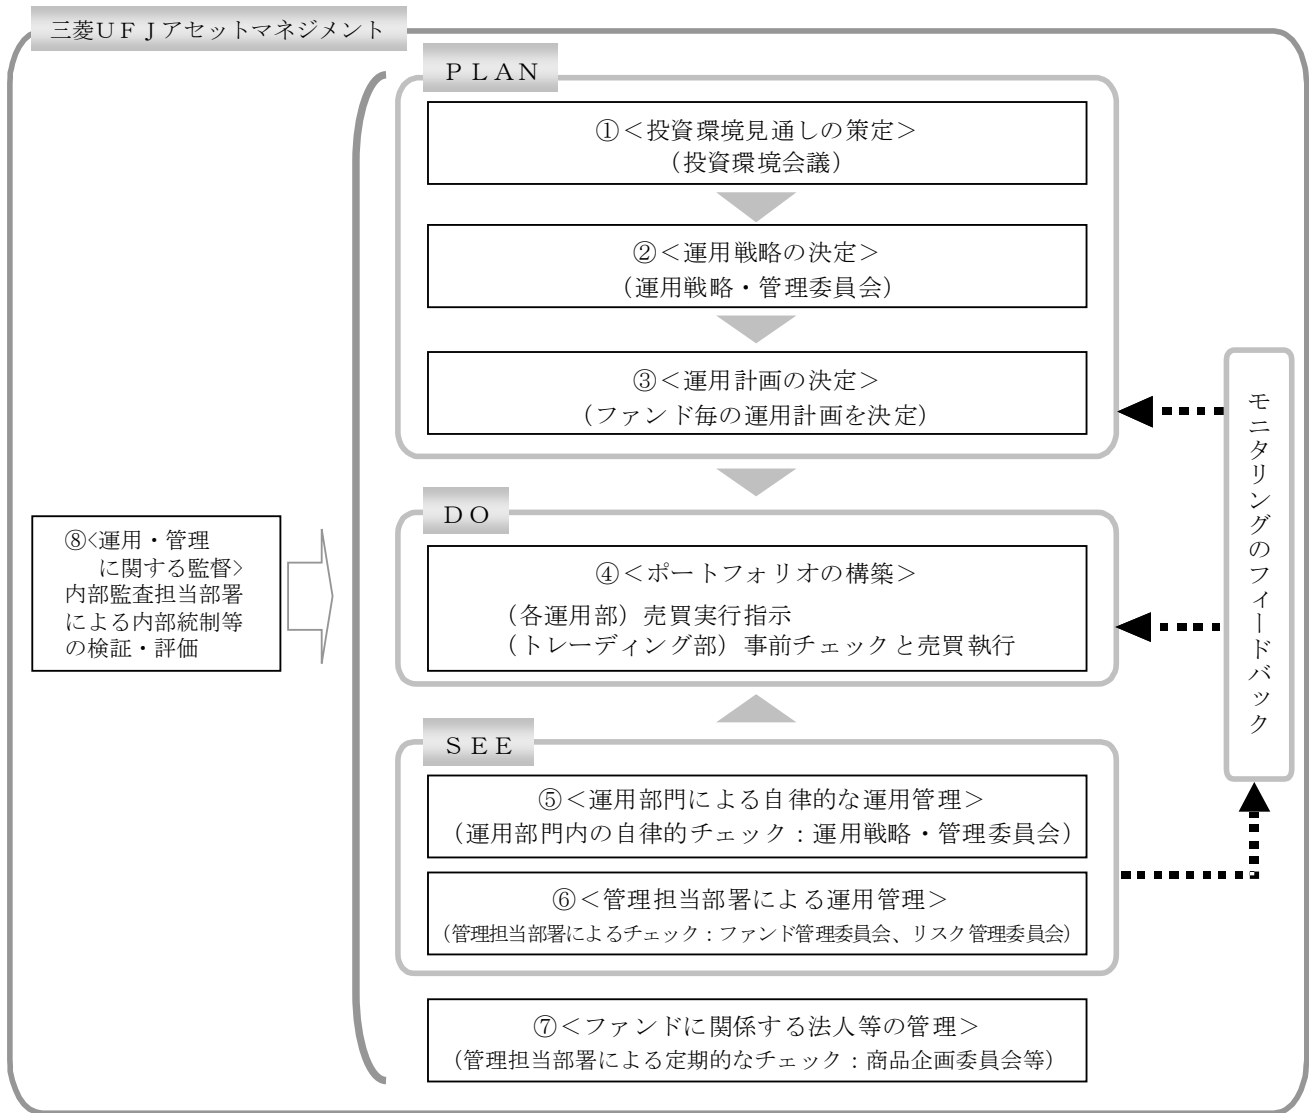 三菱ＵＦＪアセットマネジメント
ＰＬＡＮ
①＜投資環境見通しの策定＞
（投資環境会議）
②＜運用戦略の決定＞
（運用戦略・管理委員会）
③＜運用計画の決定＞
（ファンド毎の運用計画を決定）
ＤＯ
④＜ポートフォリオの構築＞
（各運用部）売買実行指示
（トレーディング部）事前チェックと売買執行
ＳＥＥ
⑤＜運用部門による自律的な運用管理＞
（運用部門内の自律的チェック：運用戦略・管理委員会）
⑥＜管理担当部署による運用管理＞
（管理担当部署によるチェック：ファンド管理委員会、リスク管理委員会）
⑦＜ファンドに関係する法人等の管理＞
（管理担当部署による定期的なチェック：商品企画委員会等）
⑧<運用・管理
に関する監督>
内部監査担当部署
による内部統制等
の検証・評価
モニタリングのフィードバック